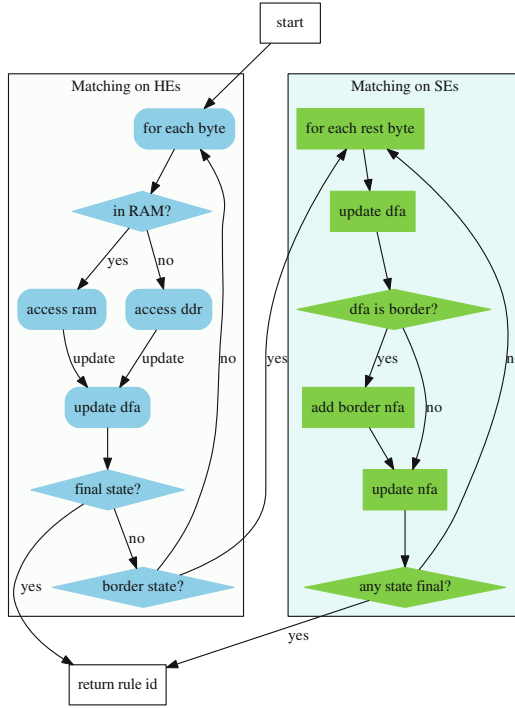 start
Matching on HEs
Matching on SEs
for each byte
for each rest byte
in RAM?
update dfa
yes
no
access ram
access ddr
dfa is border?
update
update
no
yes
yes
no
n
update dfa
add border nfa
final state?
update nfa
no
yes
border state?
any state final?
yes
return rule id